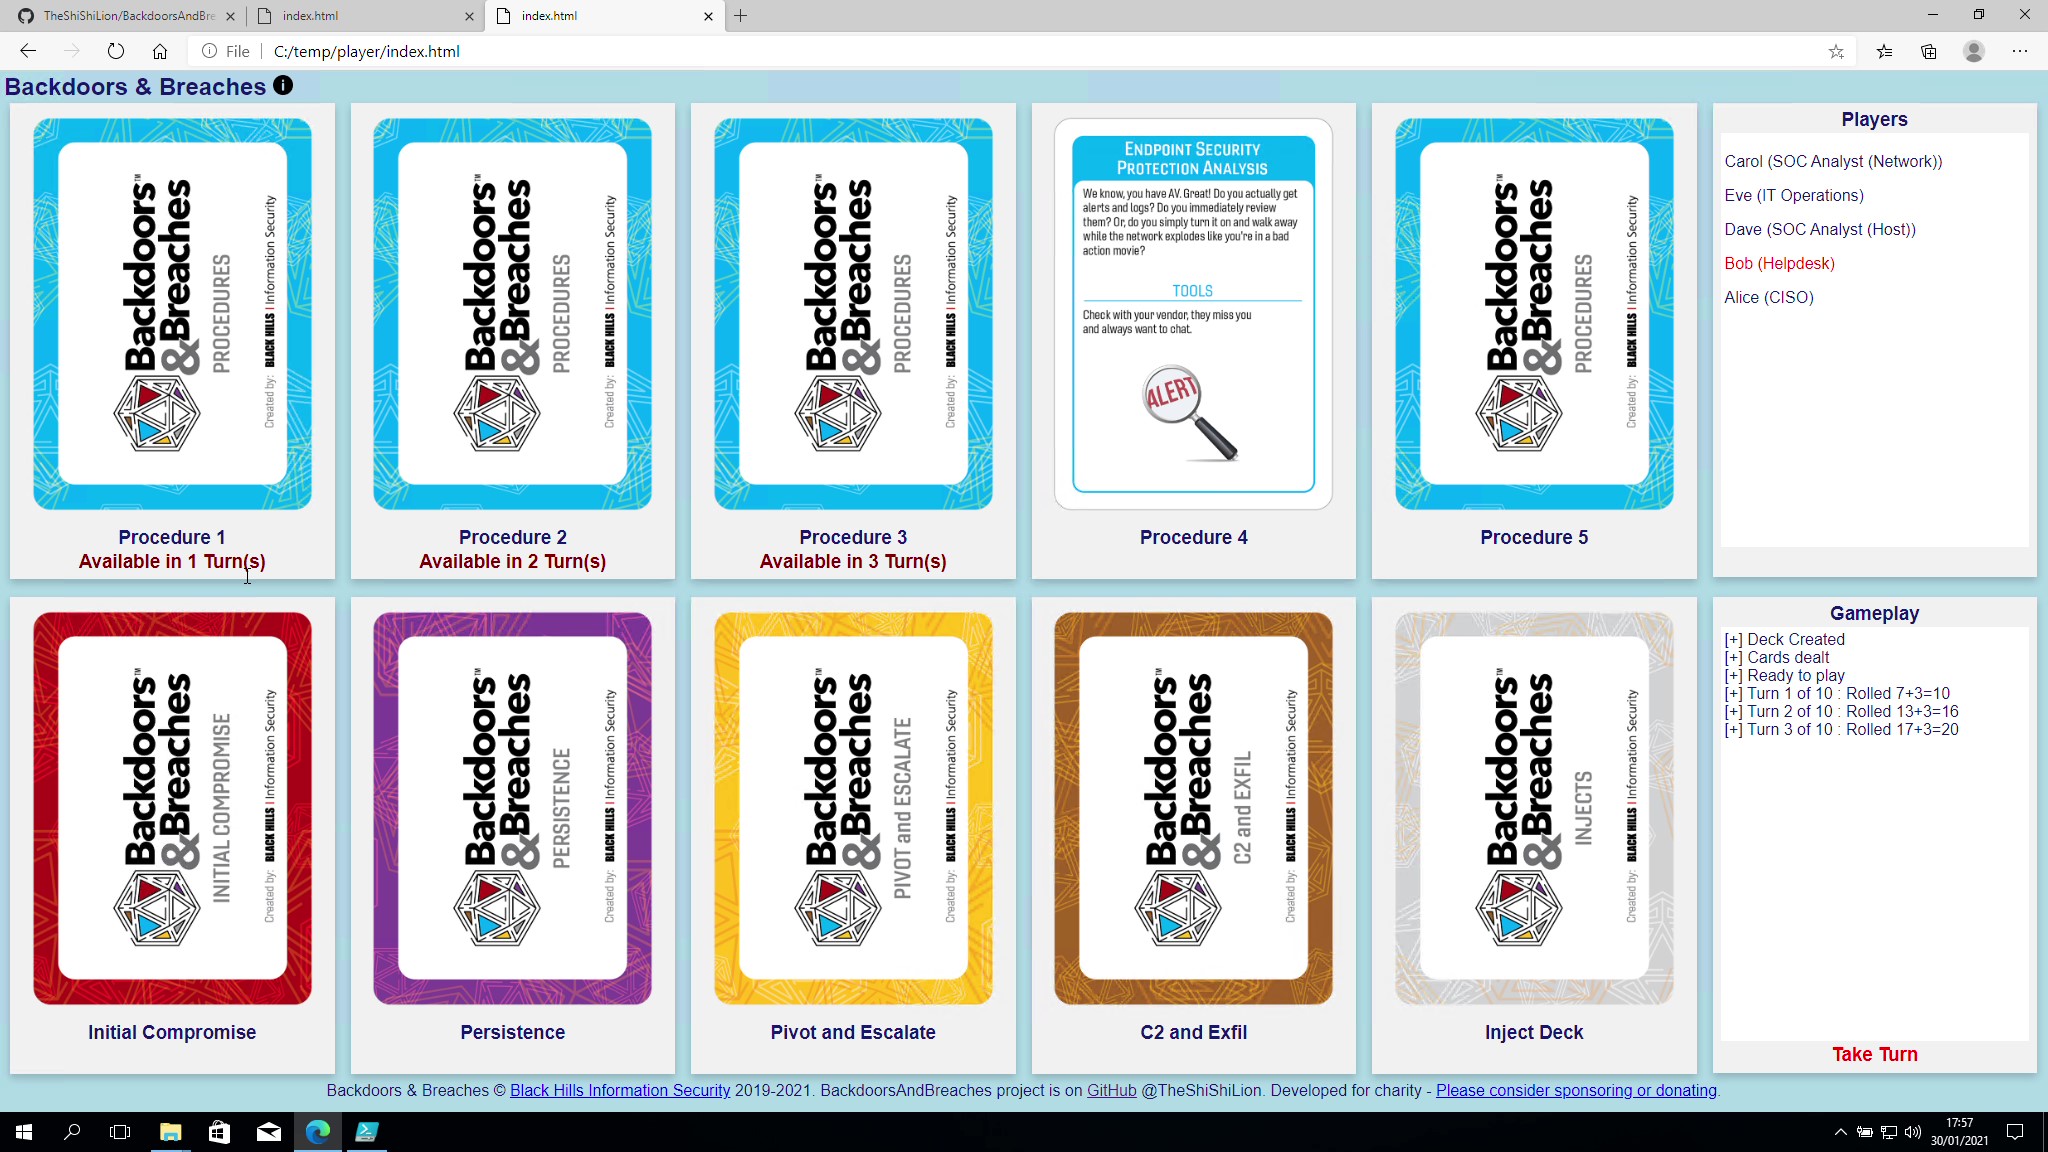 TheShiShiLion/BackdoorsAndBre
index.html
index.html
File
C:/temp/player/index.html
Backdoors & Breaches
Backdoors™
&Breaches
PROCEDURES
Created by: BLACK HILLS | Information Security
Procedure 1
Available in 1 Turn(s)
Backdoors™
&Breaches
PROCEDURES
Created by: BLACK HILLS | Information Security
Procedure 2
Available in 2 Turn(s)
Backdoors™
&Breaches
PROCEDURES
Created by: BLACK HILLS | Information Security
Procedure 3
Available in 3 Turn(s)
ENDPOINT SECURITY
PROTECTION ANALYSIS
We know, you have AV. Great! Do you actually get
alerts and logs? Do you immediately review
them? Or, do you simply turn it on and walk away
while the network explodes like you're in a bad
action movie?
TOOLS
Check with your vendor, they miss you
and always want to chat.
ALERT
Procedure 4
Backdoors™
&Breaches
PROCEDURES
Created by: BLACK HILLS | Information Security
Procedure 5
Players
Carol (SOC Analyst (Network))
Eve (IT Operations)
Dave (SOC Analyst (Host))
Bob (Helpdesk)
Alice (CISO)
Backdoors™
&Breaches
INITIAL COMPROMISE
Created by: BLACK HILLS | Information Security
Initial Compromise
Backdoors™
&Breaches
PERSISTENCE
Created by: BLACK HILLS | Information Security
Persistence
Backdoors™
&Breaches
PIVOT and ESCALATE
Created by: BLACK HILLS | Information Security
Pivot and Escalate
Backdoors™
&Breaches
C2 and EXFIL
Created by: BLACK HILLS | Information Security
C2 and Exfil
Backdoors™
&Breaches
INJECTS
Created by: BLACK HILLS | Information Security
Inject Deck
Gameplay
[+] Deck Created
[+] Cards dealt
[+] Ready to play
[+] Turn 1 of 10 : Rolled 7+3=10
[+] Turn 2 of 10 : Rolled 13+3=16
[+] Turn 3 of 10 : Rolled 17+3=20
Take Turn
Backdoors & Breaches © Black Hills Information Security 2019-2021. BackdoorsAndBreaches project is on GitHub @TheShiShiLion. Developed for charity - Please consider sponsoring or donating.
17:57
30/01/2021